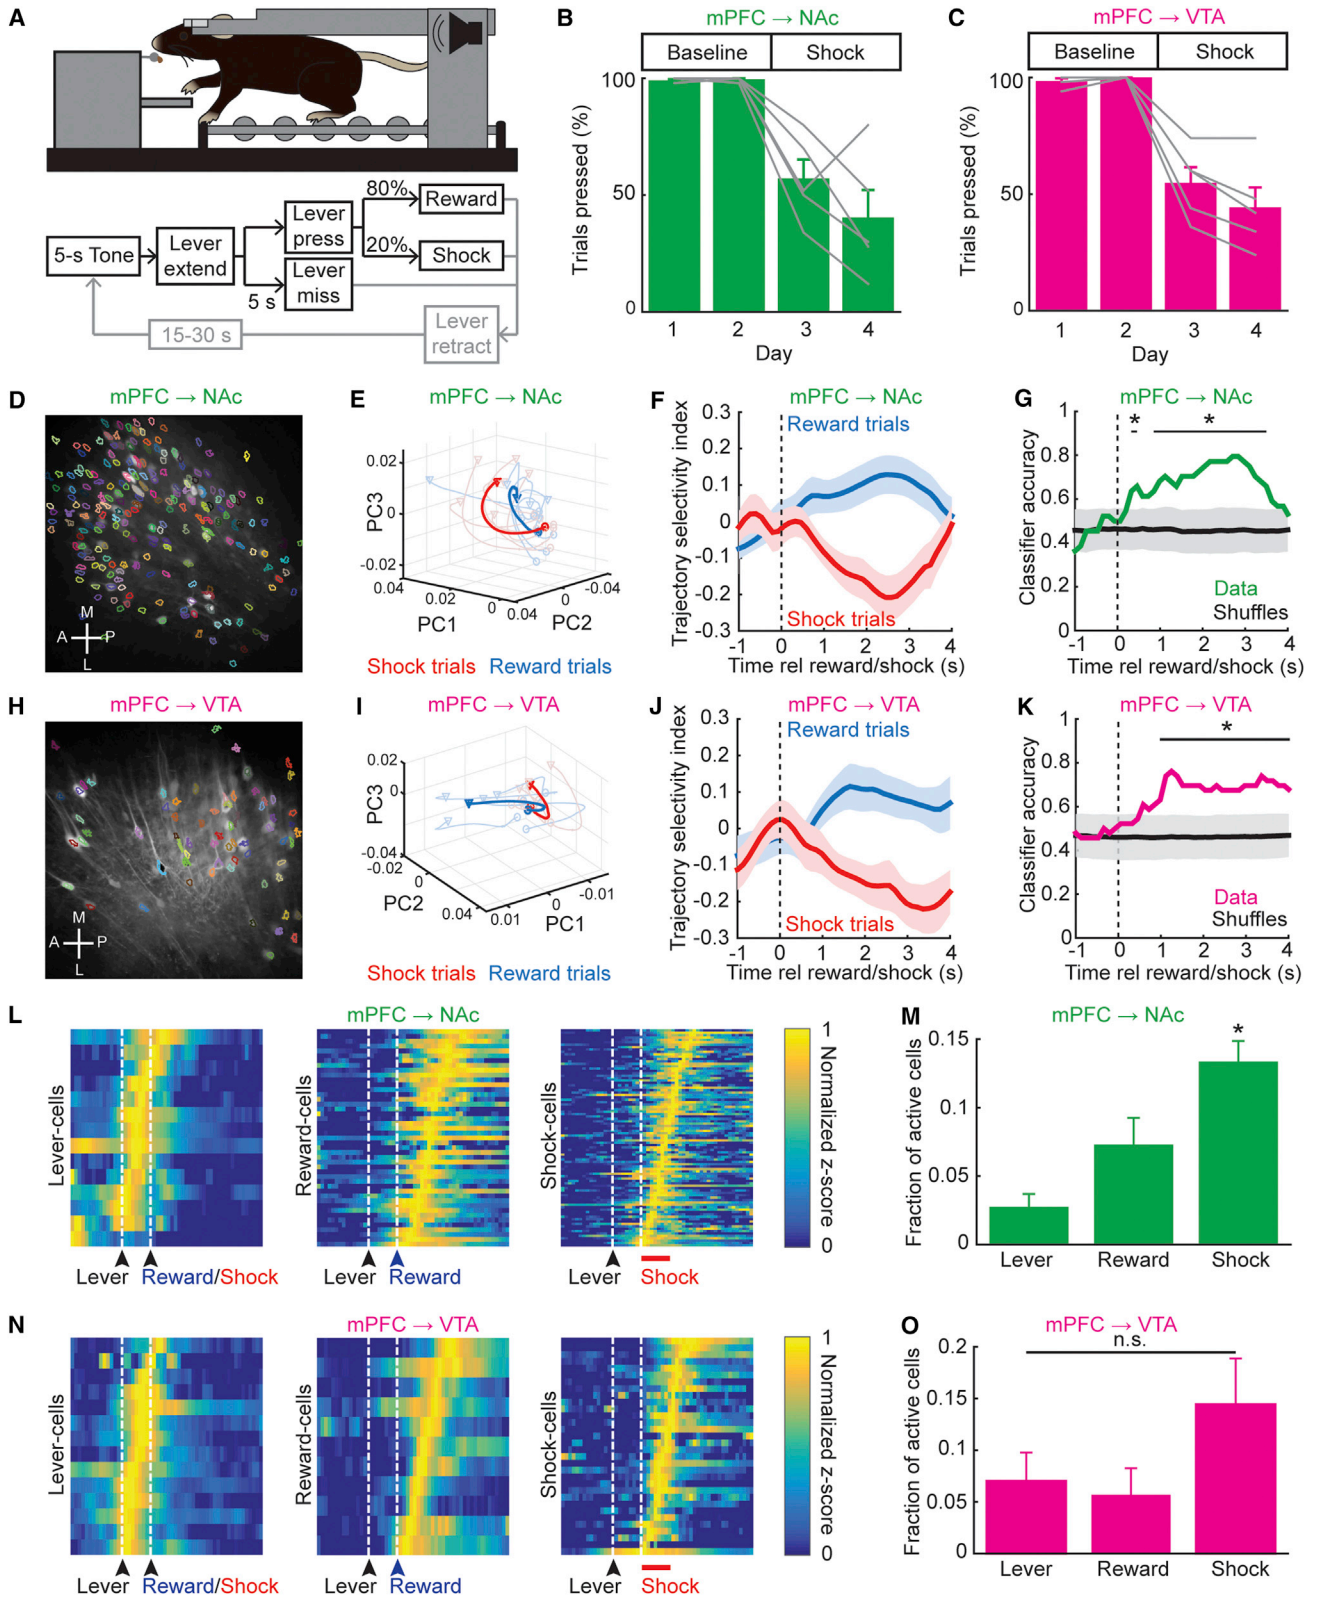 A
80%
Reward
Lever
press
5-s Tone
Lever
extend
20%
Shock
Lever
miss
5 s
15-30 s
Lever
retract
B
mPFC → NAc
Baseline
Shock
Trials pressed (%)
100
50
0
1
2
3
4
Day
C
mPFC → VTA
Baseline
Shock
Trials pressed (%)
100
50
0
1
2
3
4
Day
D
mPFC → NAc
M
A
P
L
E
mPFC → NAc
PC3
0.02
0
-0.02
0.04
0.02
0
PC1
0.04
0
-0.04
PC2
Shock trials
Reward trials
F
mPFC → NAc
Trajectory selectivity index
0.3
0.2
0.1
0
-0.1
-0.2
-0.3
Reward trials
Shock trials
-1
0
1
2
3
4
Time rel reward/shock (s)
G
mPFC → NAc
Classifier accuracy
1
0.8
0.6
0.4
0.2
0
*
*
Data
Shuffles
-1
0
1
2
3
4
Time rel reward/shock (s)
H
mPFC → VTA
M
A
P
L
I
mPFC → VTA
PC3
0.02
0
-0.04
-0.02
0
0.04
PC2
0.01
0
-0.01
PC1
Shock trials
Reward trials
J
mPFC → VTA
Trajectory selectivity index
0.3
0.2
0.1
0
-0.1
-0.2
-0.3
Reward trials
Shock trials
-1
0
1
2
3
4
Time rel reward/shock (s)
K
mPFC → VTA
Classifier accuracy
1
0.8
0.6
0.4
0.2
0
*
Data
Shuffles
-1
0
1
2
3
4
Time rel reward/shock (s)
L
mPFC → NAc
Lever-cells
Lever
Reward/Shock
Reward-cells
Lever
Reward
Shock-cells
Lever
Shock
1
0
Normalized z-score
M
mPFC → NAc
Fraction of active cells
0.15
0.1
0.05
0
*
Lever
Reward
Shock
N
mPFC → VTA
Lever-cells
Lever
Reward/Shock
Reward-cells
Lever
Reward
Shock-cells
Lever
Shock
1
0
Normalized z-score
O
mPFC → VTA
n.s.
Fraction of active cells
0.2
0.15
0.1
0.05
0
Lever
Reward
Shock